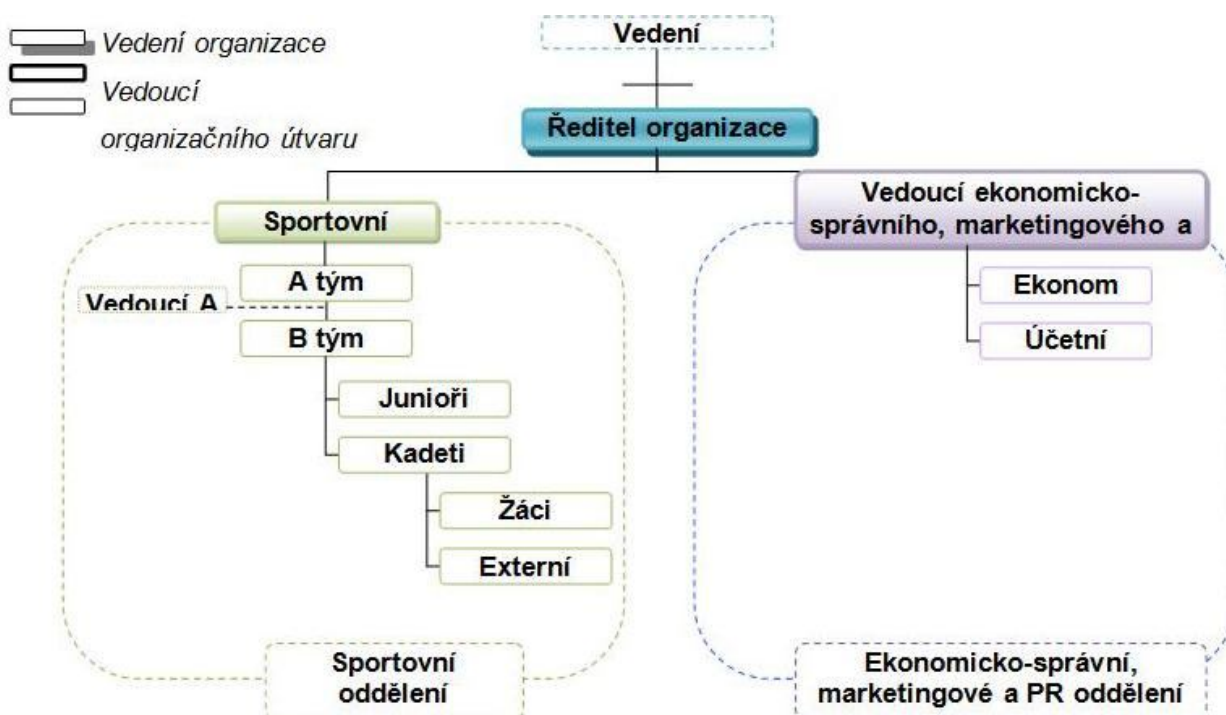 Vedení organizace
Vedoucí
organizačního útvaru
Vedení
Ředitel organizace
Sportovní
A tým
Vedoucí A
B tým
Junioři
Kadeti
Žáci
Externí
Sportovní
oddělení
Vedoucí ekonomicko-
správního, marketingového a
Ekonom
Účetní
Ekonomicko-správní,
marketingové a PR oddělení